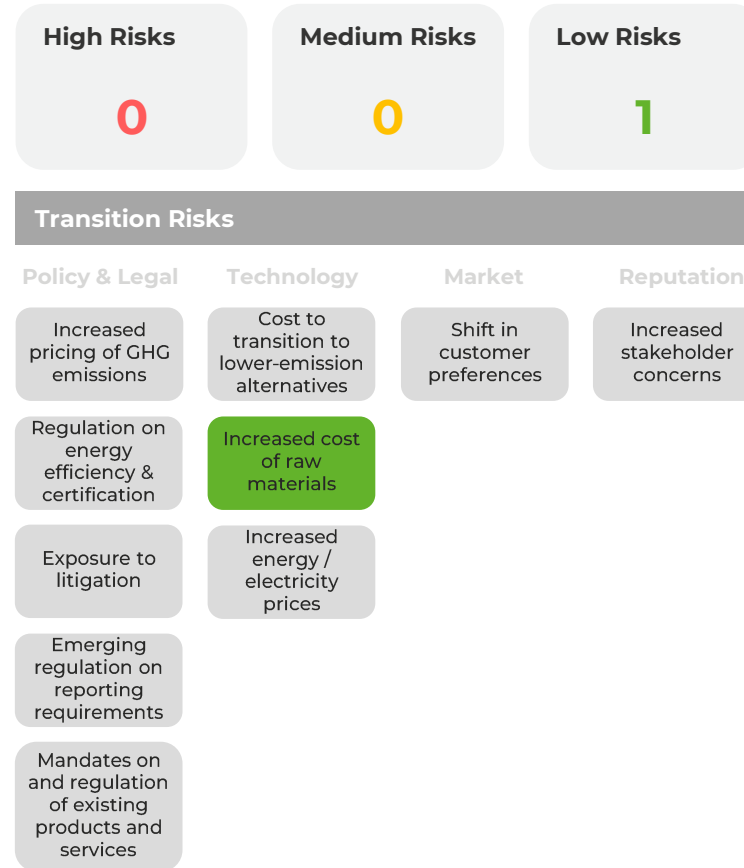 High Risks
0
Medium Risks
0
Low Risks
1
Transition Risks
Policy & Legal
Technology
Market
Reputation
Increased
pricing of GHG
emissions
Cost to
transition to
lower-emission
alternatives
Shift in
customer
preferences
Increased
stakeholder
concerns
Regulation on
energy
efficiency &
certification
Increased cost
of raw
materials
Exposure to
litigation
Increased
energy /
electricity
prices
Emerging
regulation on
reporting
requirements
Mandates on
and regulation
of existing
products and
services